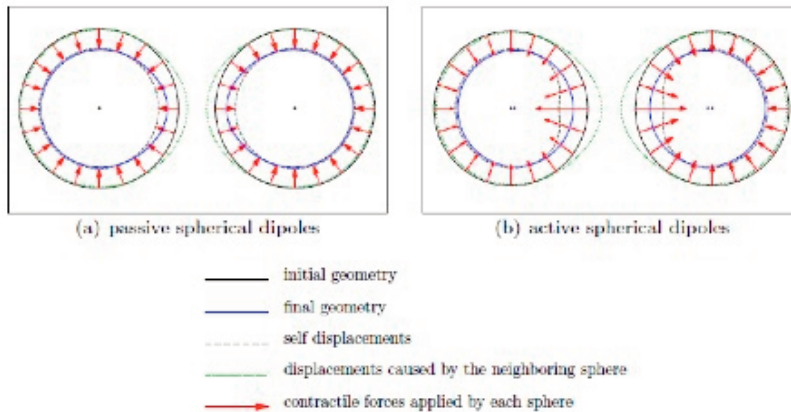 (a) passive spherical dipoles
(b) active spherical dipoles
initial geometry
final geometry
self displacements
displacements caused by the neighboring sphere
contractile forces applied by each sphere